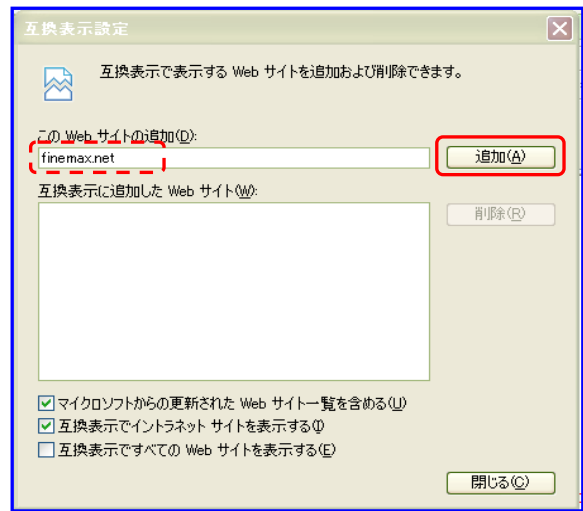 互換表示設定
互換表示で表示する Web サイトを追加および削除できます。
この Web サイトの追加(D):
finemax.net
追加(A)
互換表示に追加した Web サイト(W):
削除(R)
マイクロソフトからの更新された Web サイト一覧を含める(U)
互換表示でイントラネット サイトを表示する(I)
互換表示ですべての Web サイトを表示する(E)
閉じる(C)